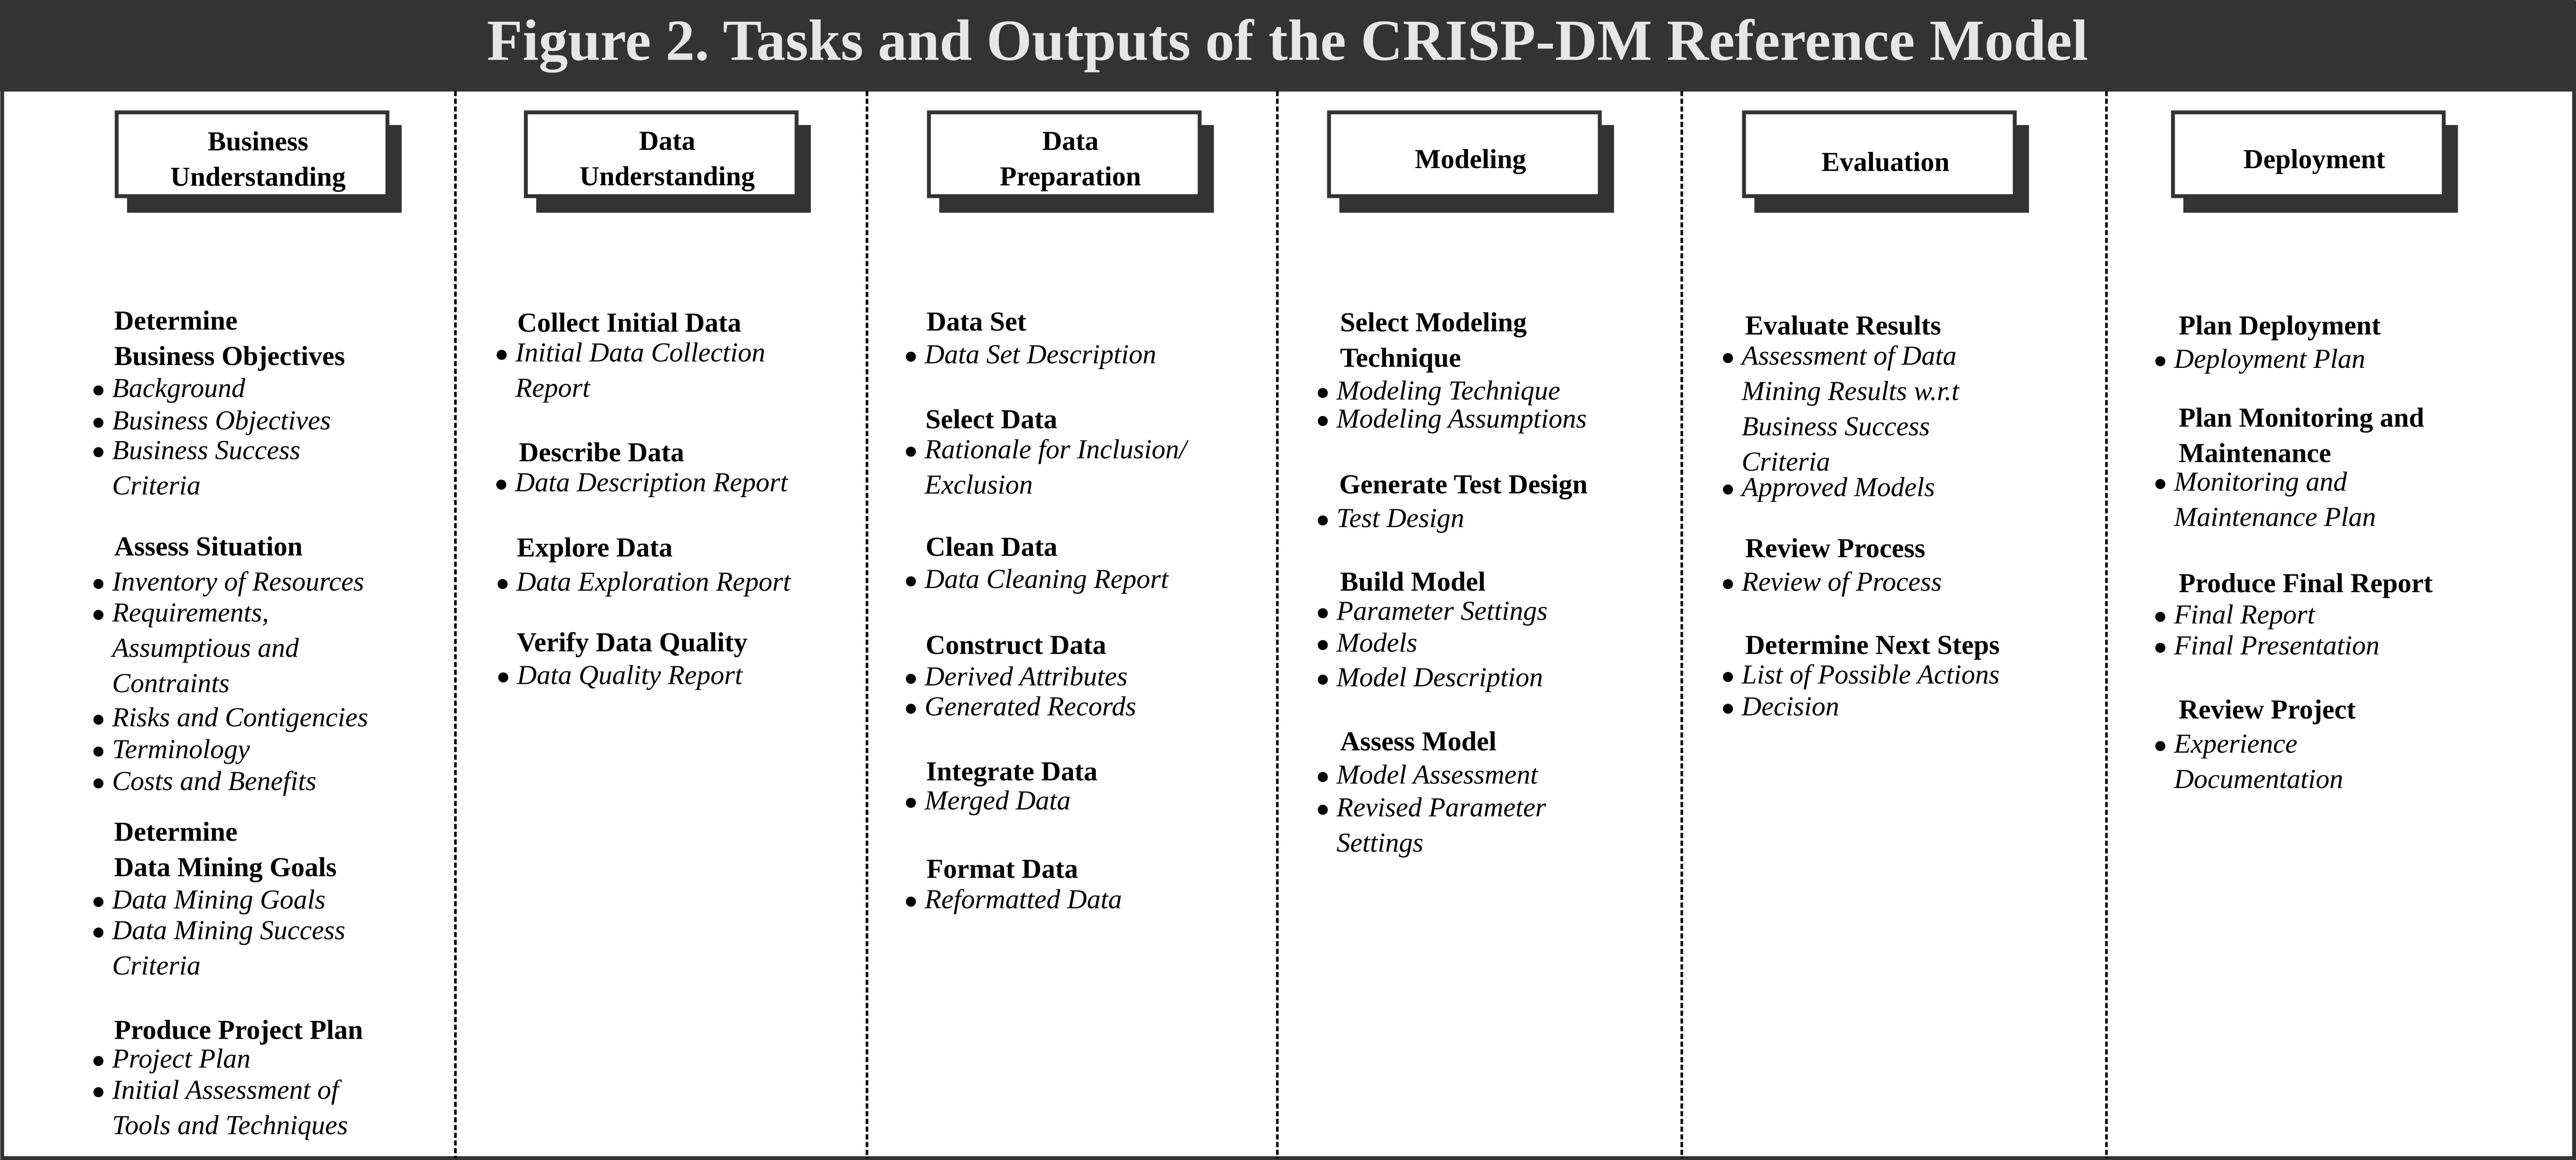 Figure 2. Tasks and Outputs of the CRISP-DM Reference Model
Business
Understanding
Determine
Business Objectives
Background
Business Objectives
Business Success
Criteria
Assess Situation
Inventory of Resources
Requirements,
Assumptious and
Contraints
Risks and Contigencies
Terminology
Costs and Benefits
Determine
Data Mining Goals
Data Mining Goals
Data Mining Success
Criteria
Produce Project Plan
Project Plan
Initial Assessment of
Tools and Techniques
Data
Understanding
Collect Initial Data
Initial Data Collection
Report
Describe Data
Data Description Report
Explore Data
Data Exploration Report
Verify Data Quality
Data Quality Report
Data
Preparation
Data Set
Data Set Description
Select Data
Rationale for Inclusion/
Exclusion
Clean Data
Data Cleaning Report
Construct Data
Derived Attributes
Generated Records
Integrate Data
Merged Data
Format Data
Reformatted Data
Modeling
Select Modeling
Technique
Modeling Technique
Modeling Assumptions
Generate Test Design
Test Design
Build Model
Parameter Settings
Models
Model Description
Assess Model
Model Assessment
Revised Parameter
Settings
Evaluation
Evaluate Results
Assessment of Data
Mining Results w.r.t
Business Success
Criteria
Approved Models
Review Process
Review of Process
Determine Next Steps
List of Possible Actions
Decision
Deployment
Plan Deployment
Deployment Plan
Plan Monitoring and
Maintenance
Monitoring and
Maintenance Plan
Produce Final Report
Final Report
Final Presentation
Review Project
Experience
Documentation